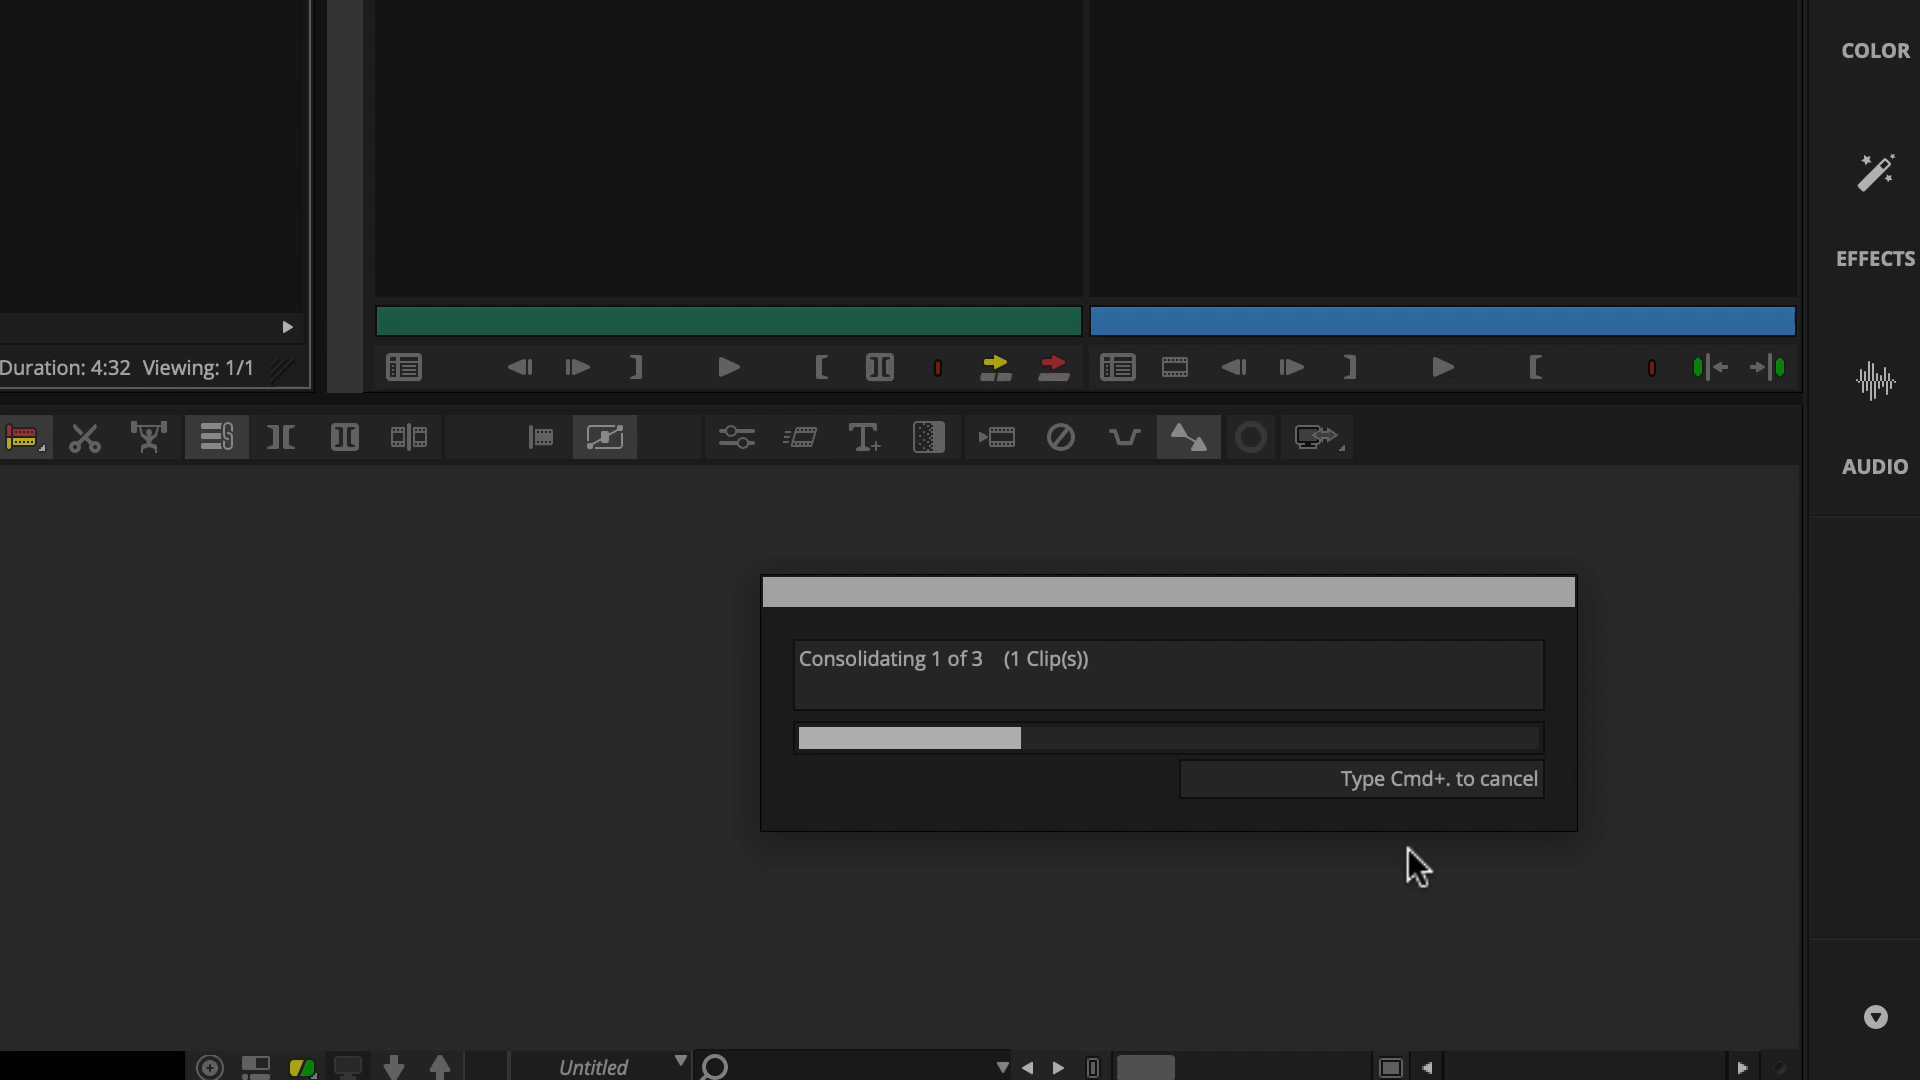 COLOR
EFFECTS
Duration: 4:32 Viewing: 1/1
AUDIO
Consolidating 1 of 3 (1 Clip(s))
Type Cmd+. to cancel
Untitled